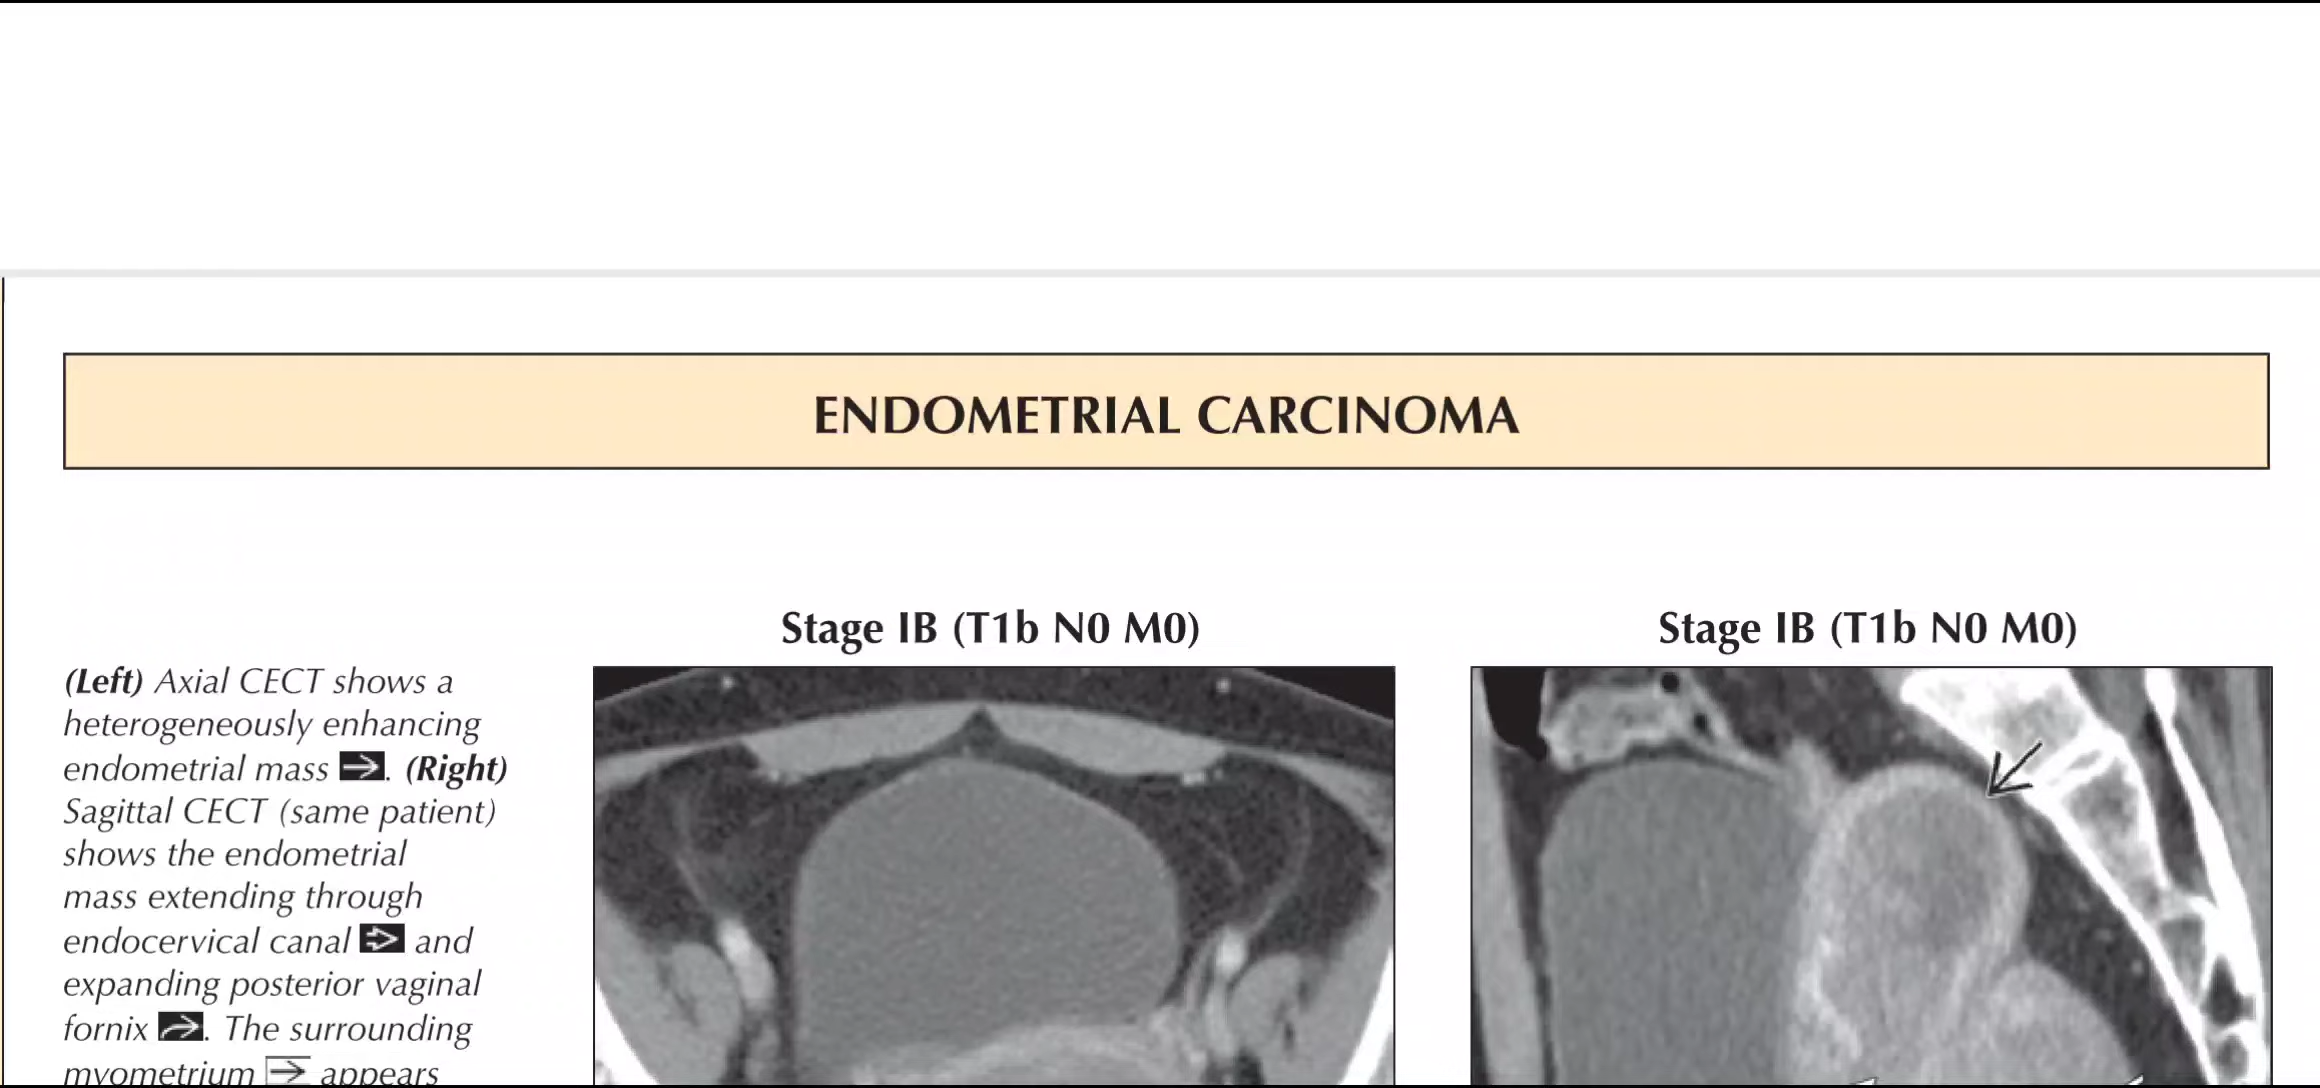 ENDOMETRIAL CARCINOMA
Stage IB (T1b N0 M0)
Stage IB (T1b N0 M0)
(Left) Axial CECT shows a
heterogeneously enhancing
endometrial mass . (Right)
Sagittal CECT (same patient)
shows the endometrial
mass extending through
endocervical canal and
expanding posterior vaginal
fornix . The surrounding
myometrium appears